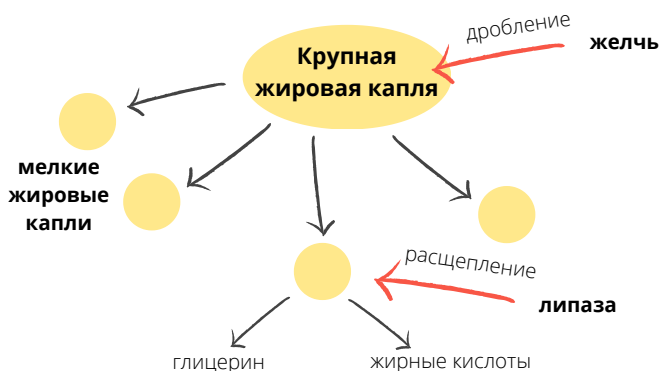 дробление
желчь
Крупная
жировая капля
мелкие
жировые
капли
расщепление
липаза
глицерин
жирные кислоты